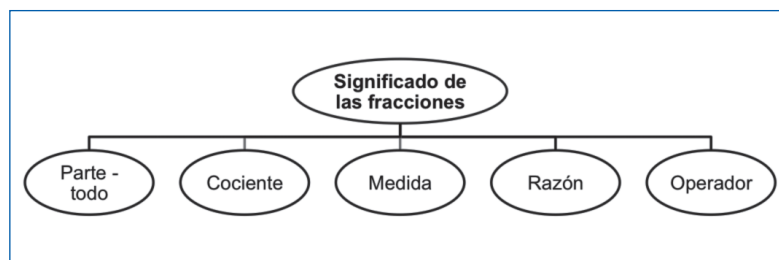 Significado de
las fracciones
Parte -
todo
Cociente
Medida
Razón
Operador